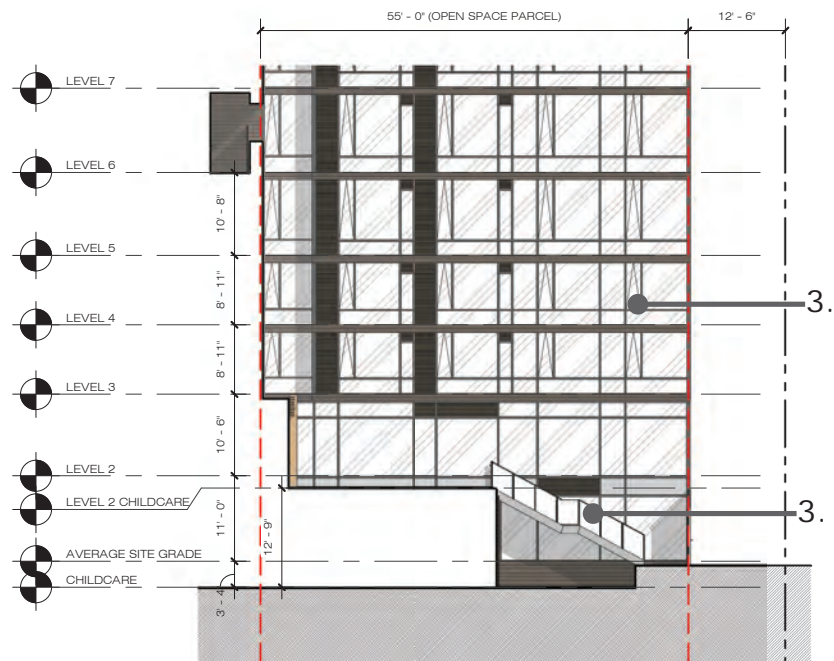 55' - 0" (OPEN SPACE PARCEL)
12' - 6"
LEVEL 7
LEVEL 6
10' - 8"
LEVEL 5
8' - 11"
3.
LEVEL 4
8' - 11"
LEVEL 3
10' - 6"
LEVEL 2
LEVEL 2 CHILDCARE
3.
11' - 0"
12' - 9"
AVERAGE SITE GRADE
CHILDCARE
3' - 4